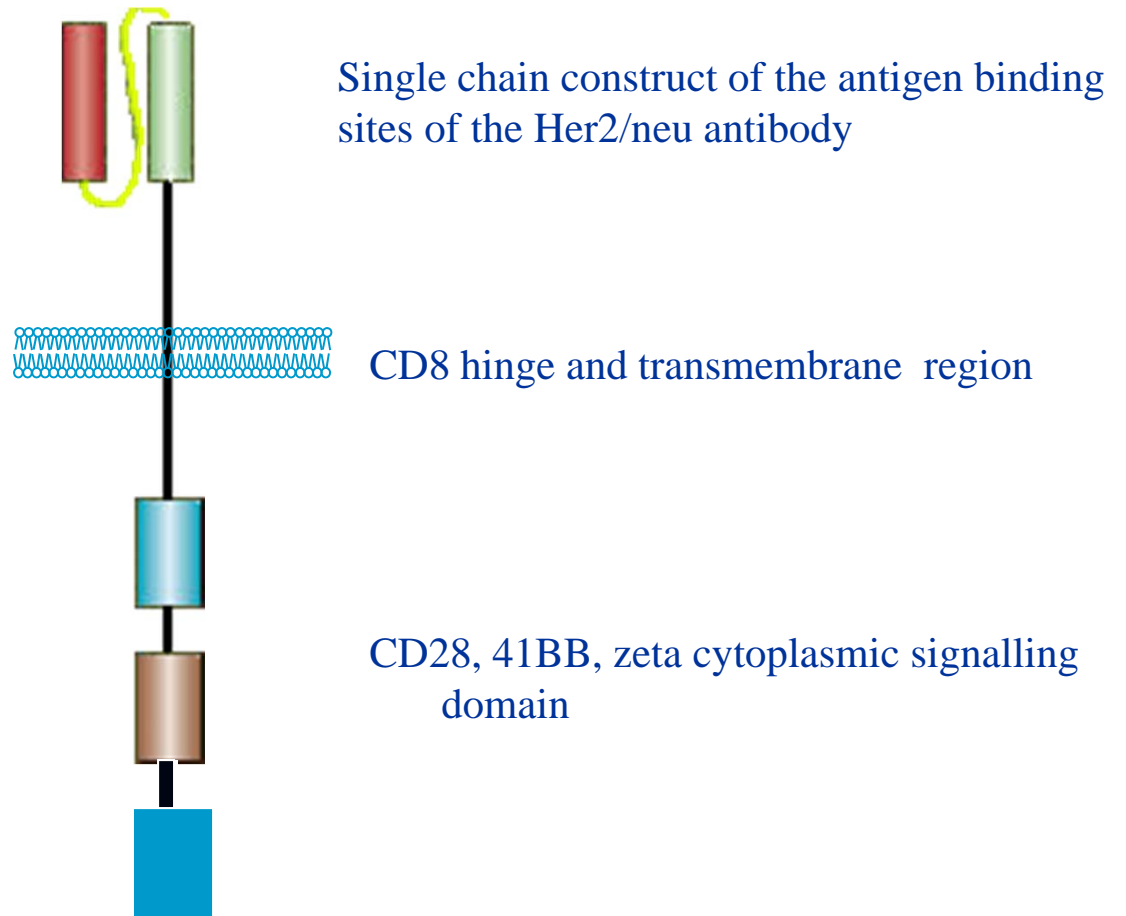 Single chain construct of the antigen binding
sites of the Her2/neu antibody
CD8 hinge and transmembrane  region
CD28, 41BB, zeta cytoplasmic signalling
domain